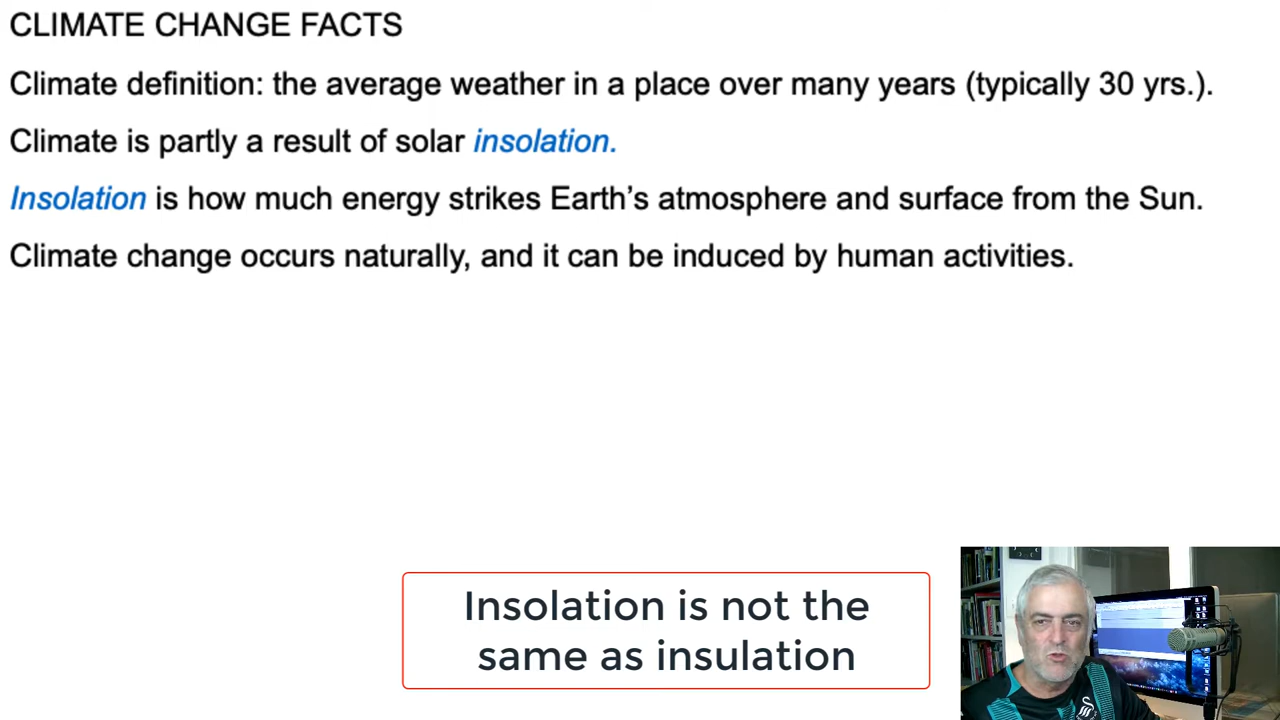 CLIMATE CHANGE FACTS
Climate definition: the average weather in a place over many years (typically 30 yrs.).
Climate is partly a result of solar insolation.
Insolation is how much energy strikes Earth’s atmosphere and surface from the Sun.
Climate change occurs naturally, and it can be induced by human activities.
Insolation is not the
same as insulation